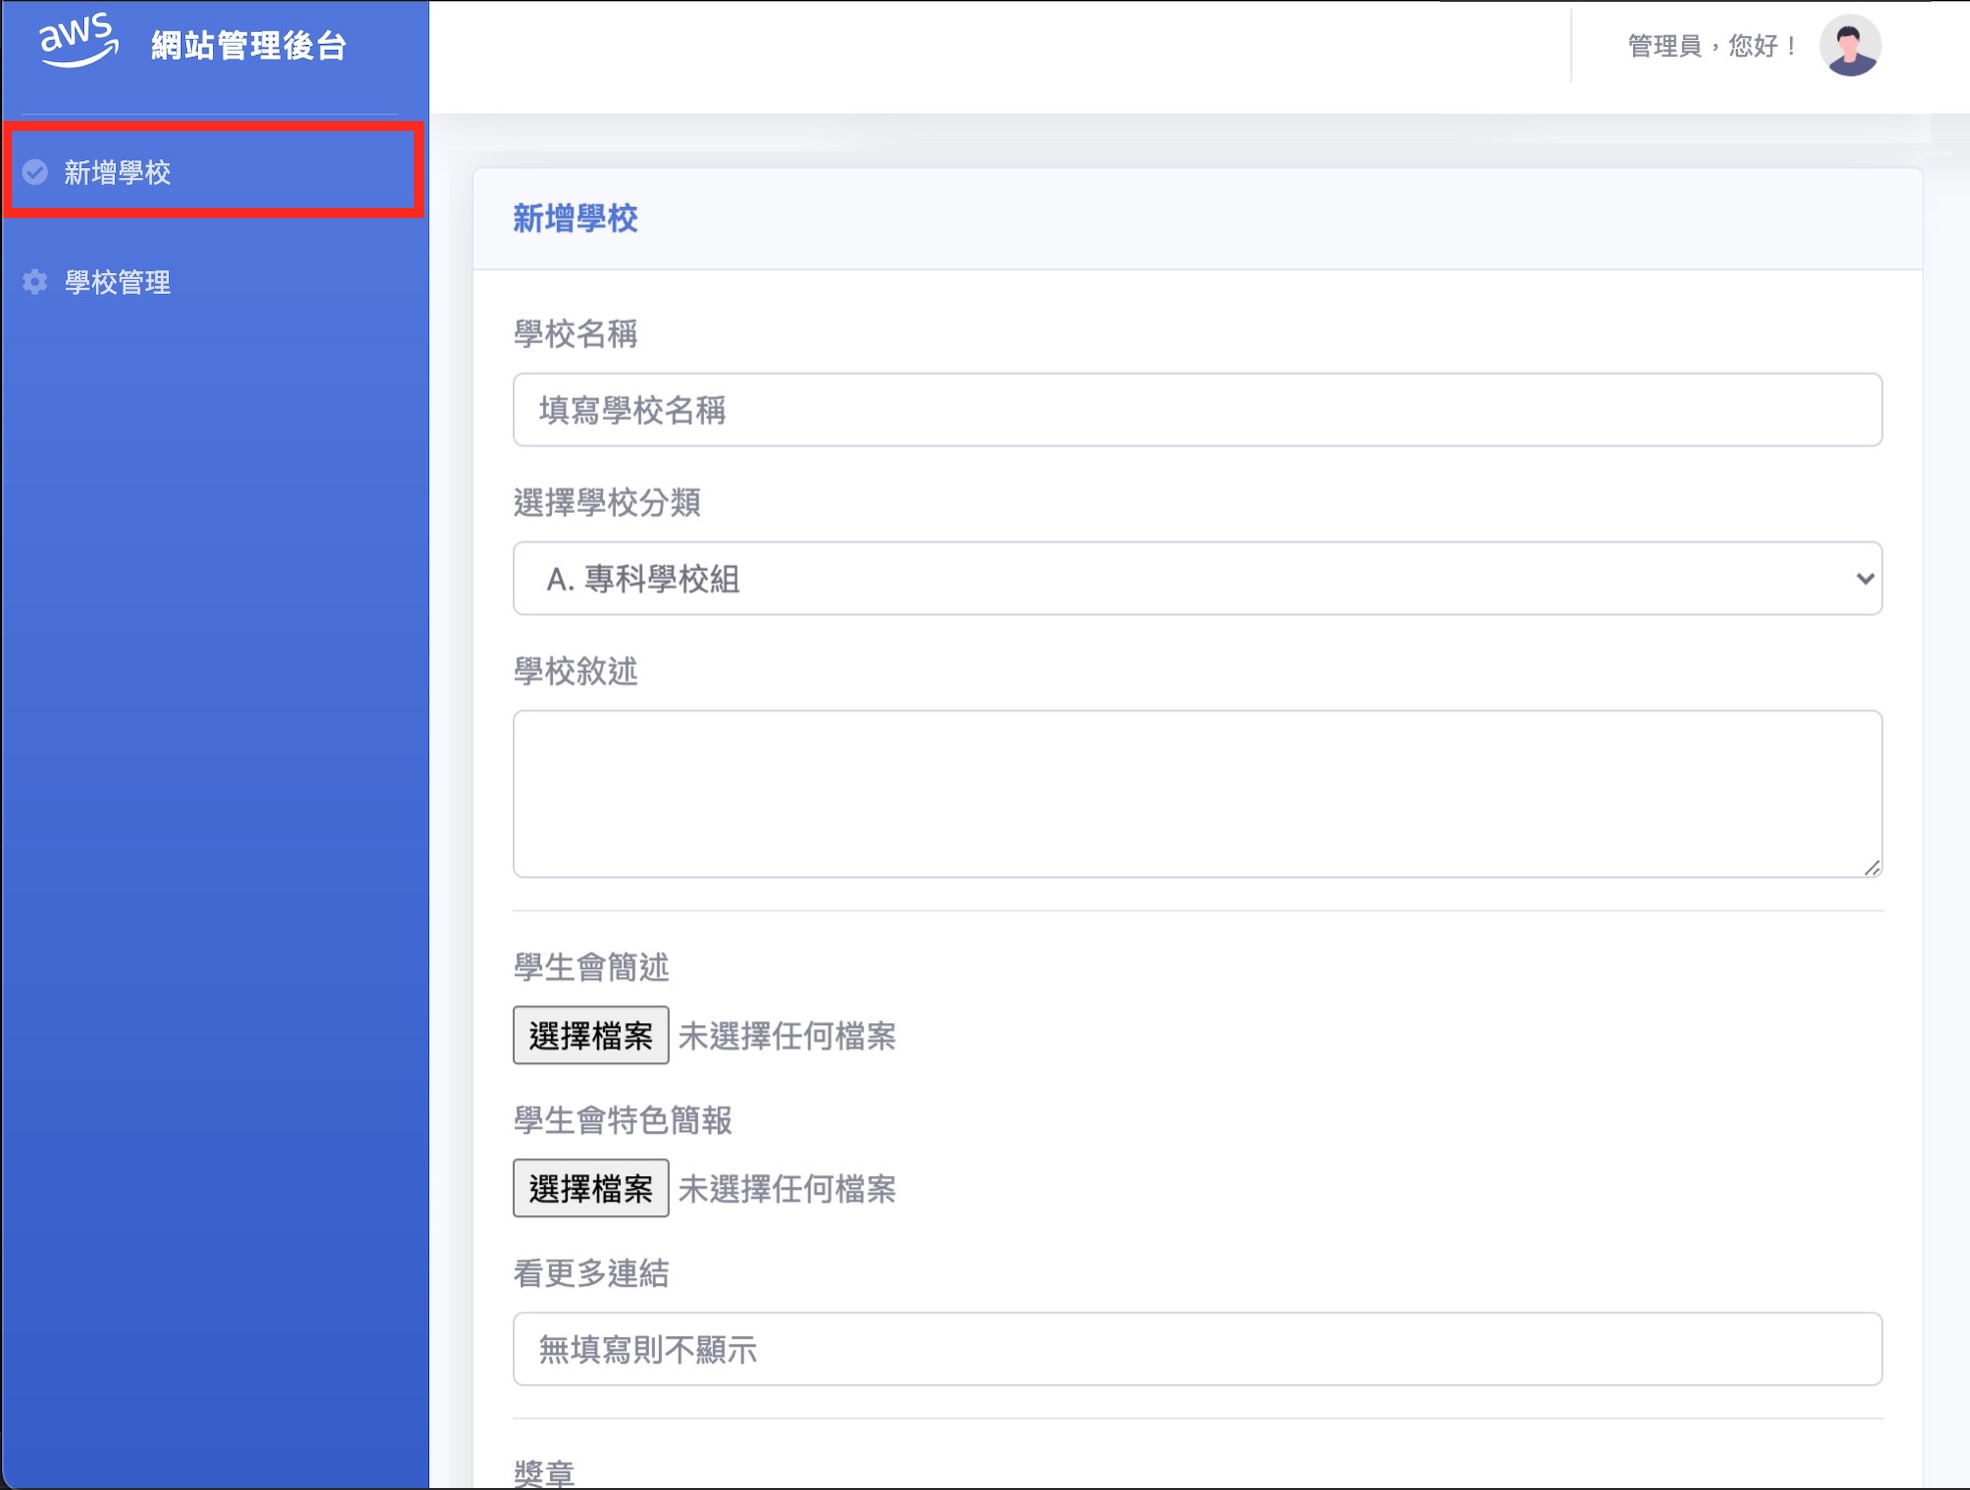 aws 網站管理後台
管理員，您好！
新增學校
學校管理
新增學校
學校名稱
填寫學校名稱
選擇學校分類
A. 專科學校組
學校敘述
學生會簡述
選擇檔案 未選擇任何檔案
學生會特色簡報
選擇檔案 未選擇任何檔案
看更多連結
無填寫則不顯示
獎章